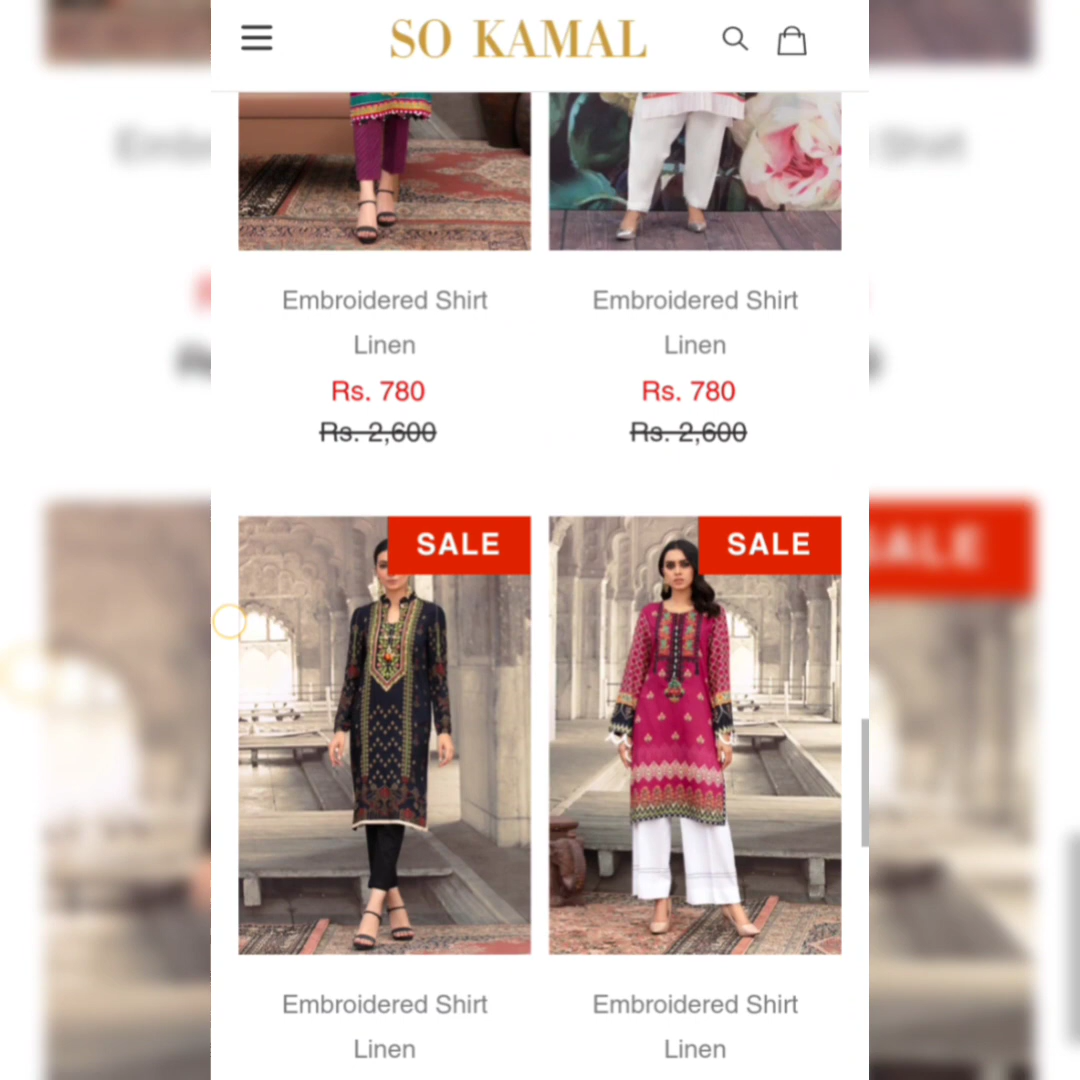 SO KAMAL
Embroidered Shirt
Linen
Rs. 780
Rs. 2,600
Embroidered Shirt
Linen
Rs. 780
Rs. 2,600
SALE
SALE
Embroidered Shirt
Linen
Embroidered Shirt
Linen